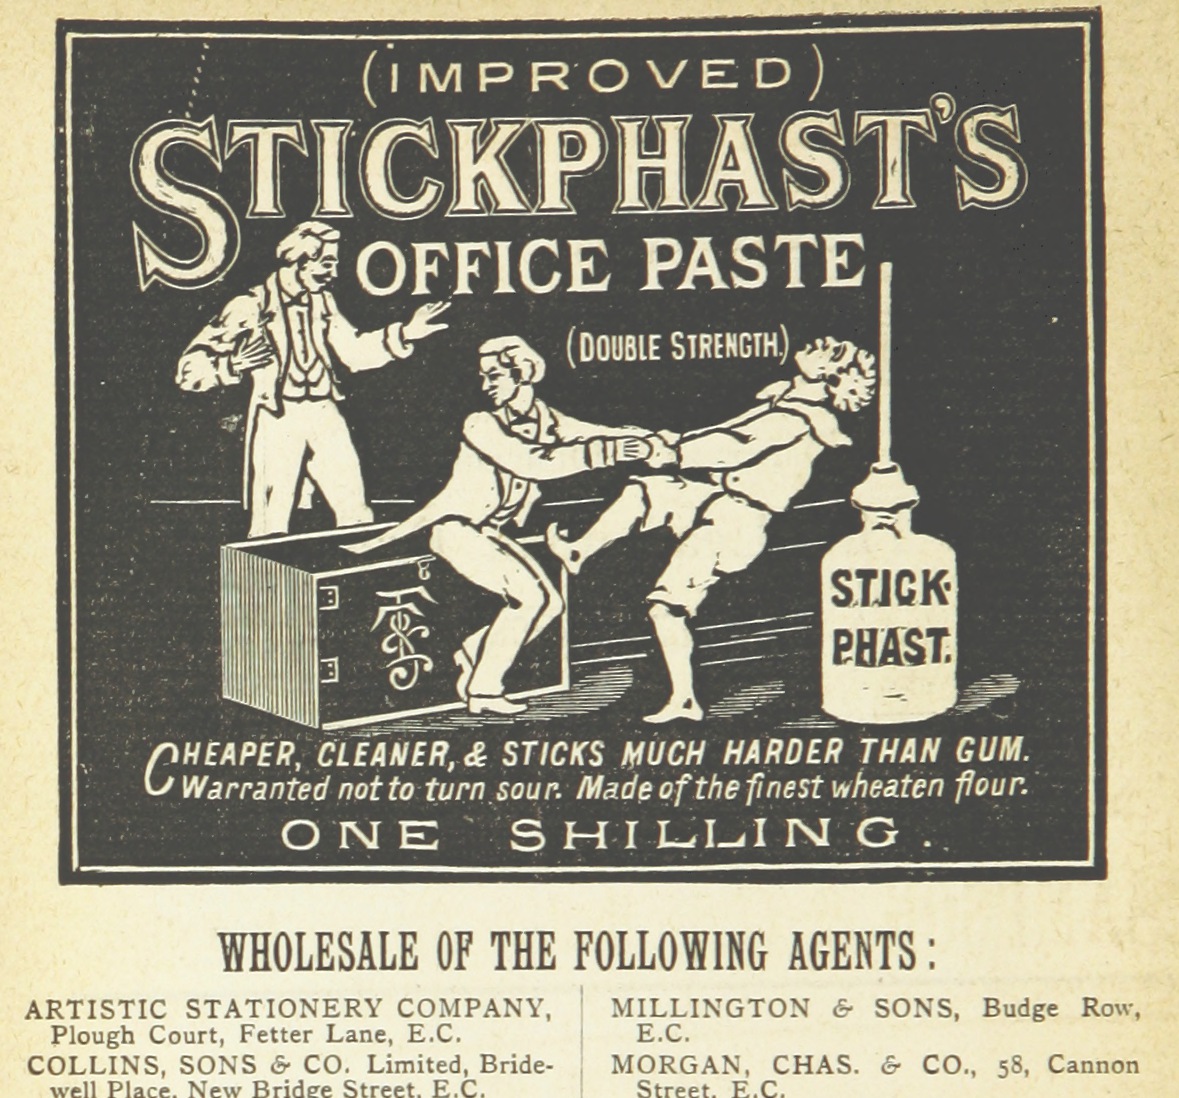 (IMPROVED)
STICKPHAST'S
OFFICE PASTE
(DOUBLE STRENGTH.)
STICK-
PHAST.
CHEAPER, CLEANER, & STICKS MUCH HARDER THAN GUM.
Warranted not to turn sour. Made of the finest wheaten flour.
ONE SHILLING.
WHOLESALE OF THE FOLLOWING AGENTS:
ARTISTIC STATIONERY COMPANY,
Plough Court, Fetter Lane, E.C.
COLLINS, SONS & CO. Limited, Bride-
well Place, New Bridge Street, E.C.
MILLINGTON & SONS, Budge Row,
E.C.
MORGAN, CHAS. & CO., 58, Cannon
Street, E.C.